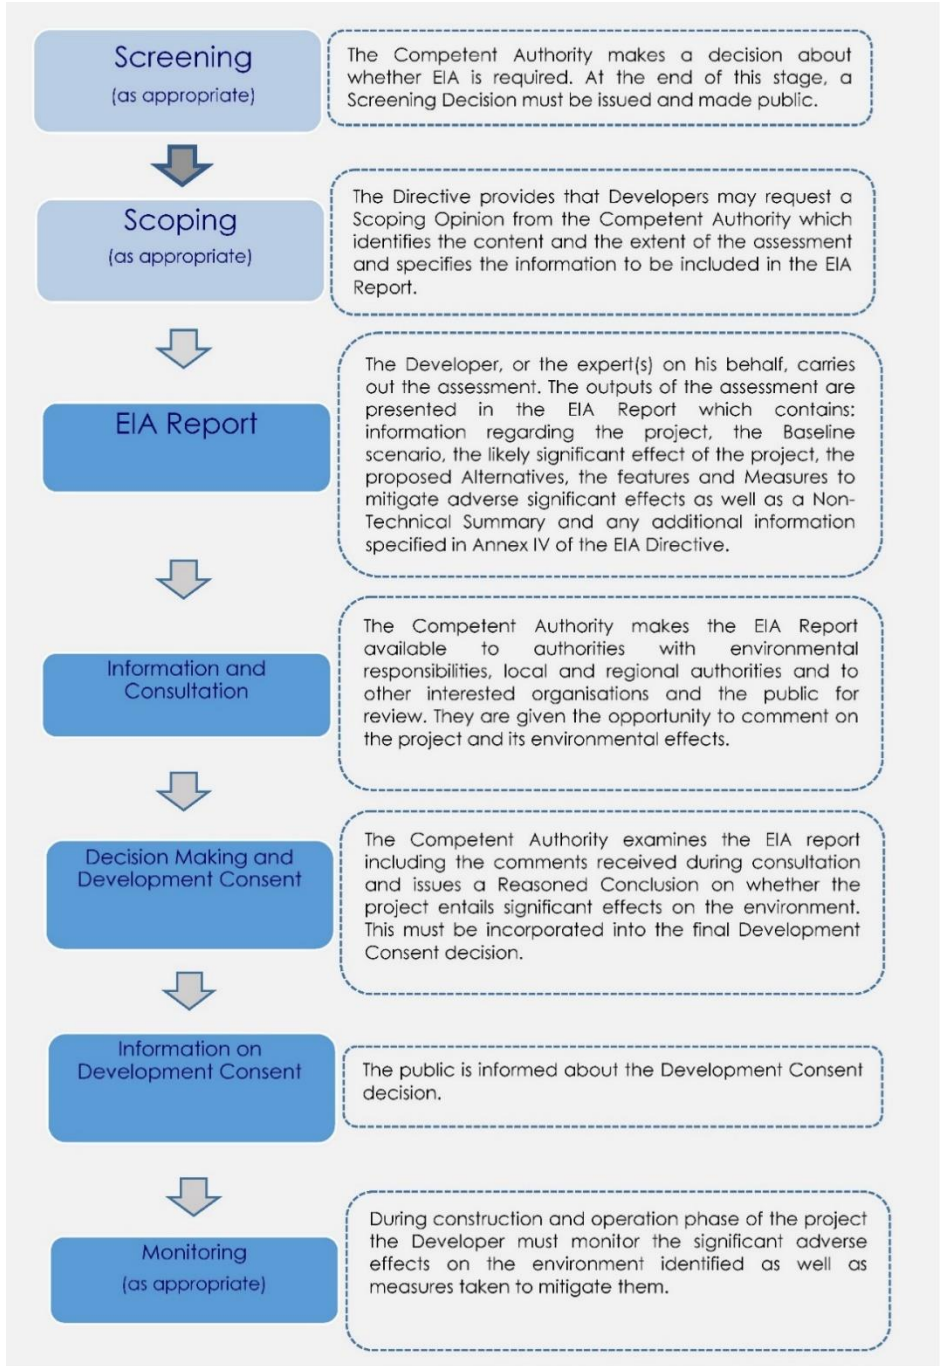 Screening
(as appropriate)
The Competent Authority makes a decision about
whether EIA is required. At the end of this stage, a
Screening Decision must be issued and made public.
Scoping
(as appropriate)
The Directive provides that Developers may request a
Scoping Opinion from the Competent Authority which
identifies the content and the extent of the assessment
and specifies the information to be included in the EIA
Report.
EIA Report
The Developer, or the expert(s) on his behalf, carries
out the assessment. The outputs of the assessment are
presented in the EIA Report which contains:
information regarding the project, the Baseline
scenario, the likely significant effect of the project, the
proposed Alternatives, the features and Measures to
mitigate adverse significant effects as well as a Non-
Technical Summary and any additional information
specified in Annex IV of the EIA Directive.
Information and
Consultation
The Competent Authority makes the EIA Report
available to authorities with environmental
responsibilities, local and regional authorities and to
other interested organisations and the public for
review. They are given the opportunity to comment on
the project and its environmental effects.
Decision Making and
Development Consent
The Competent Authority examines the EIA report
including the comments received during consultation
and issues a Reasoned Conclusion on whether the
project entails significant effects on the environment.
This must be incorporated into the final Development
Consent decision.
Information on
Development Consent
The public is informed about the Development Consent
decision.
Monitoring
(as appropriate)
During construction and operation phase of the project
the Developer must monitor the significant adverse
effects on the environment identified as well as
measures taken to mitigate them.